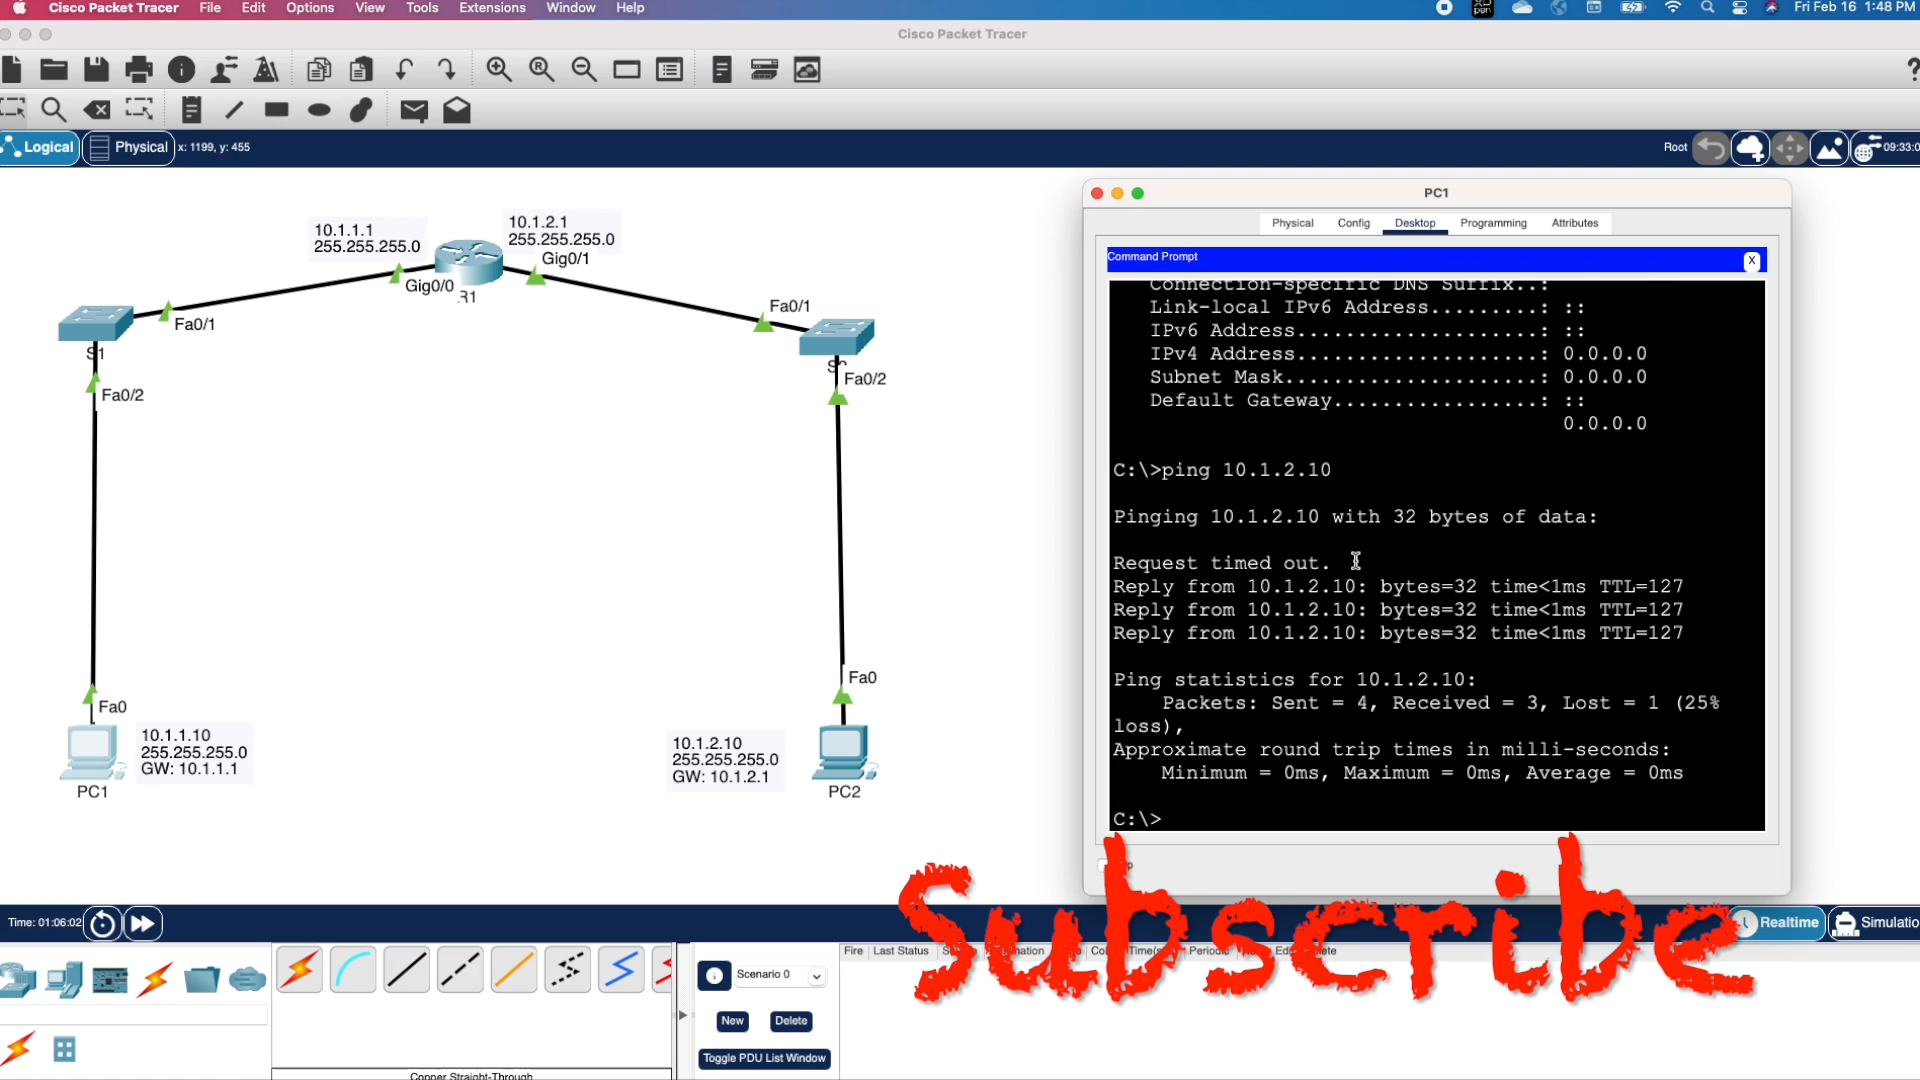 Cisco Packet Tracer File Edit Options View Tools Extensions Window Help
Fri Feb 16 1:48 PM
Cisco Packet Tracer
Logical Physical x: 1199, y: 455
Root 09:33:0
10.1.1.1
255.255.255.0
10.1.2.1
255.255.255.0
Gig0/1
Gig0/0
R1
Fa0/1
S1
Fa0/2
Fa0/1
Fa0/2
Fa0
PC1
10.1.1.10
255.255.255.0
GW: 10.1.1.1
Fa0
10.1.2.10
255.255.255.0
GW: 10.1.2.1
PC2
PC1
Physical Config Desktop Programming Attributes
Command Prompt
X
Connection-specific DNS Suffix..:
Link-local IPv6 Address.........: ::
IPv6 Address....................: ::
IPv4 Address....................: 0.0.0.0
Subnet Mask.....................: 0.0.0.0
Default Gateway.................: ::
0.0.0.0
C:\>ping 10.1.2.10
Pinging 10.1.2.10 with 32 bytes of data:
Request timed out.
Reply from 10.1.2.10: bytes=32 time<1ms TTL=127
Reply from 10.1.2.10: bytes=32 time<1ms TTL=127
Reply from 10.1.2.10: bytes=32 time<1ms TTL=127
Ping statistics for 10.1.2.10:
Packets: Sent = 4, Received = 3, Lost = 1 (25%
loss),
Approximate round trip times in milli-seconds:
Minimum = 0ms, Maximum = 0ms, Average = 0ms
C:\>
Subscribe
Time: 01:06:02
Realtime Simulatio
Fire Last Status
Scenario 0
New Delete
Toggle PDU List Window
Copper Straight-Through